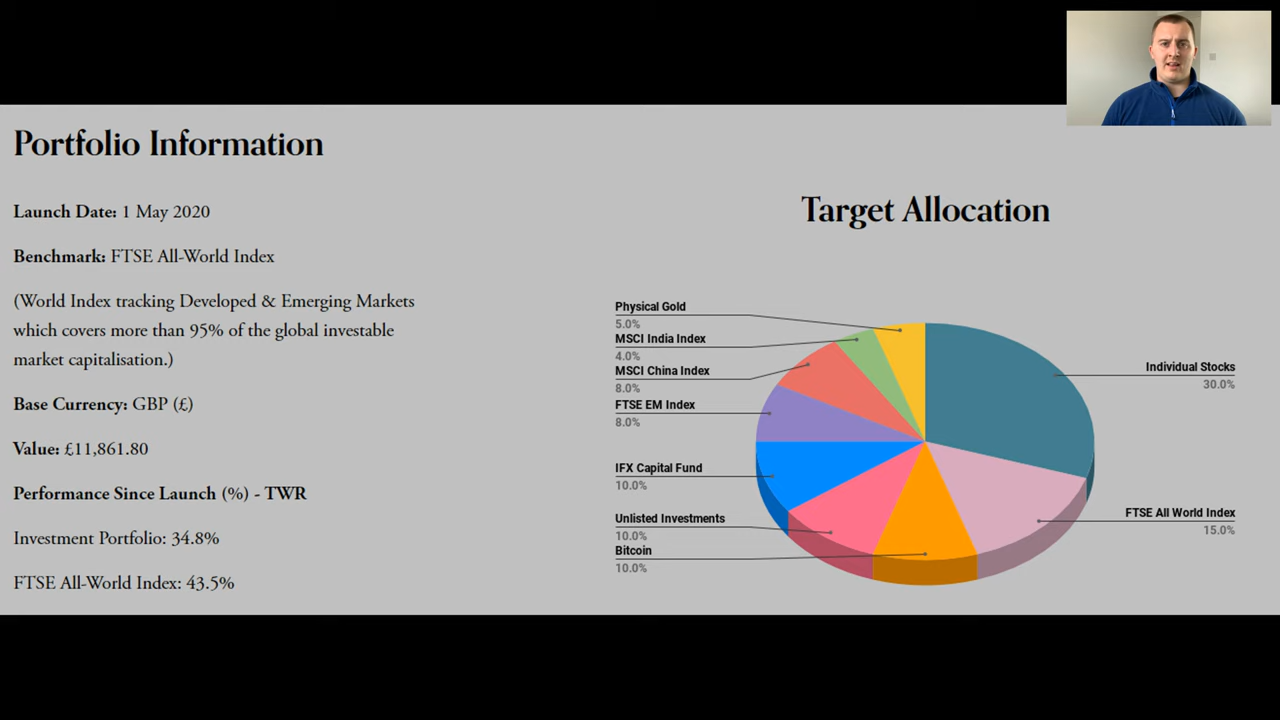 Portfolio Information
Launch Date: 1 May 2020
Benchmark: FTSE All-World Index
(World Index tracking Developed & Emerging Markets
which covers more than 95% of the global investable
market capitalisation.)
Base Currency: GBP (£)
Value: £11,861.80
Performance Since Launch (%) - TWR
Investment Portfolio: 34.8%
FTSE All-World Index: 43.5%
Target Allocation
Physical Gold
5.0%
MSCI India Index
4.0%
MSCI China Index
8.0%
FTSE EM Index
8.0%
IFX Capital Fund
10.0%
Unlisted Investments
10.0%
Bitcoin
10.0%
Individual Stocks
30.0%
FTSE All World Index
15.0%